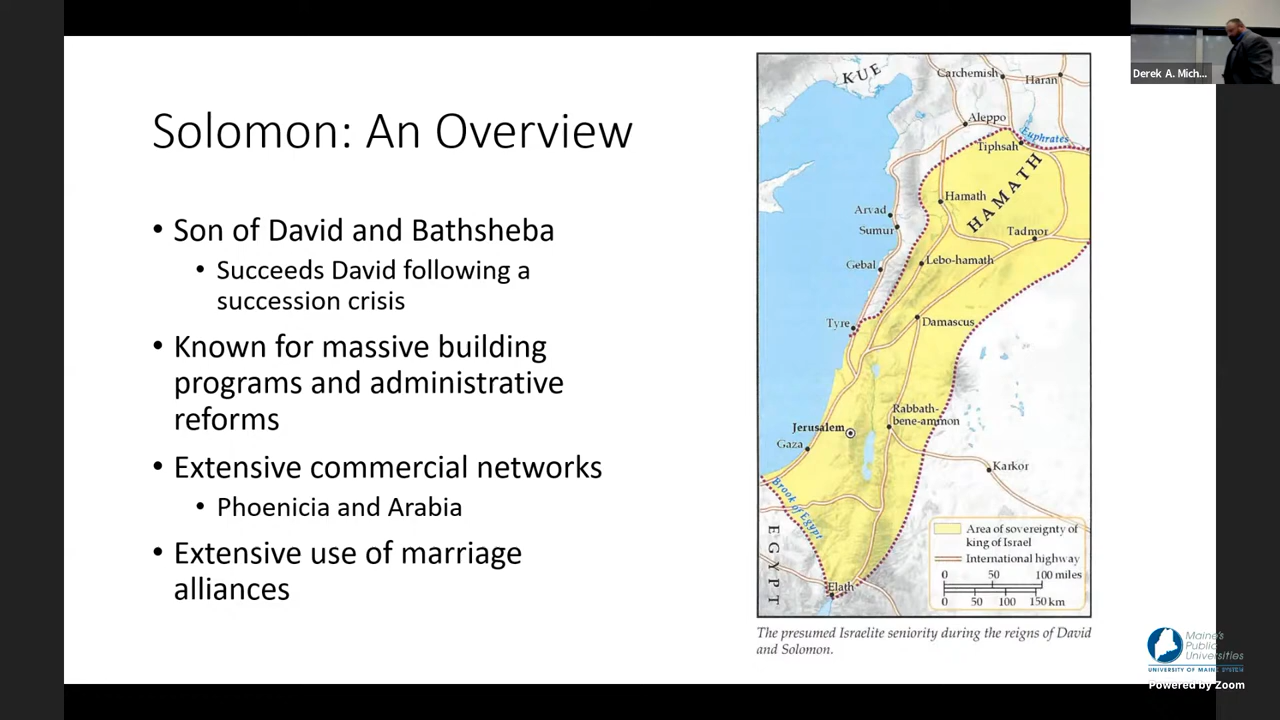 Solomon: An Overview
• Son of David and Bathsheba
• Succeeds David following a
succession crisis
• Known for massive building
programs and administrative
reforms
• Extensive commercial networks
• Phoenicia and Arabia
• Extensive use of marriage
alliances
KUE
Carchemish
Haran
Aleppo
Euphrates
Tiphsah
HAMATH
Hamath
Arvad
Sumur
Tadmor
Gebal
Lebo-hamath
Tyre
Damascus
Rabbath-
bene-ammon
Jerusalem
Gaza
Karkor
Brook of Egypt
EGYPT
Elath
Area of sovereignty of
king of Israel
International highway
0 50 100 miles
0 50 100 150 km
The presumed Israelite seniority during the reigns of David
and Solomon.
Derek A. Mich...
Maine's
Public
Universities
UNIVERSITY OF MAINE SYSTEM
Powered by Zoom